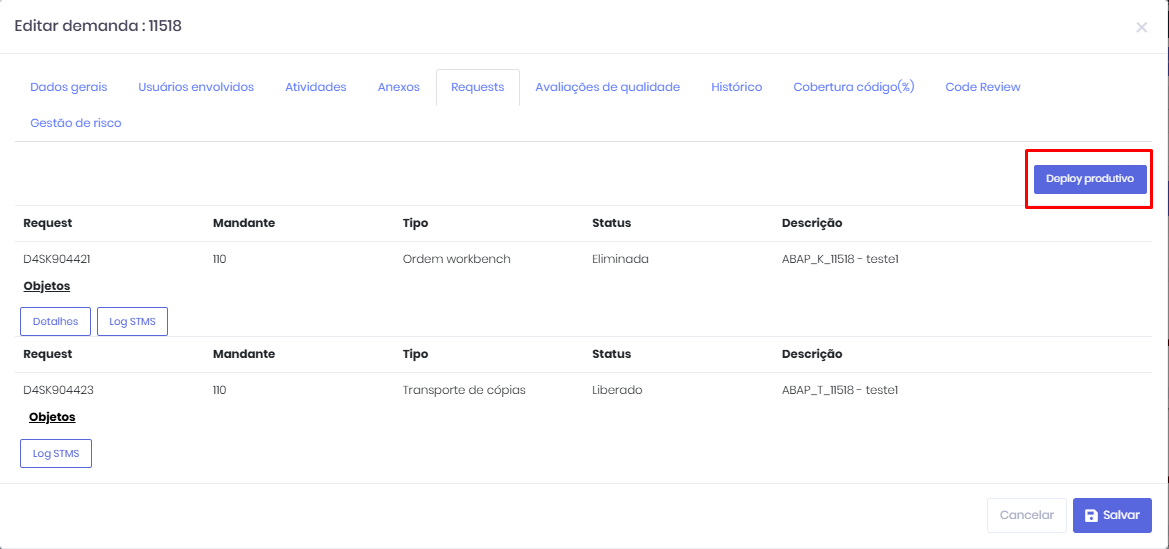 Editar demanda : 11518
Dados gerais Usuários envolvidos Atividades Anexos Requests Avaliações de qualidade Histórico Cobertura código(%) Code Review
Gestão de risco
Deploy produtivo
Request Mandante Tipo Status Descrição
D4SK904421 110 Ordem workbench Eliminada ABAP_K_11518 - teste1
Objetos
Detalhes Log STMS
Request Mandante Tipo Status Descrição
D4SK904423 110 Transporte de cópias Liberado ABAP_T_11518 - teste1
Objetos
Log STMS
Cancelar Salvar